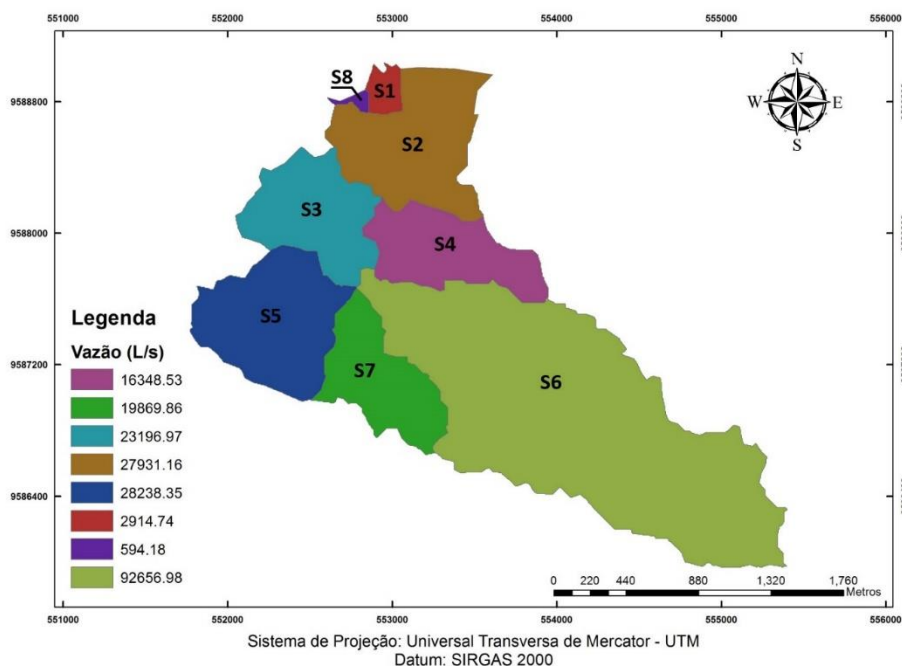 551000 552000 553000 554000 555000 556000
N
W E
S
9588800
9588000
9587200
9586400
S8
S1
S2
S3
S4
S5
S7
S6
Legenda
Vazão (L/s)
16348.53
19869.86
23196.97
27931.16
28238.35
2914.74
594.18
92656.98
0 220 440 880 1,320 1,760
Metros
551000 552000 553000 554000 555000 556000
Sistema de Projeção: Universal Transversa de Mercator - UTM
Datum: SIRGAS 2000